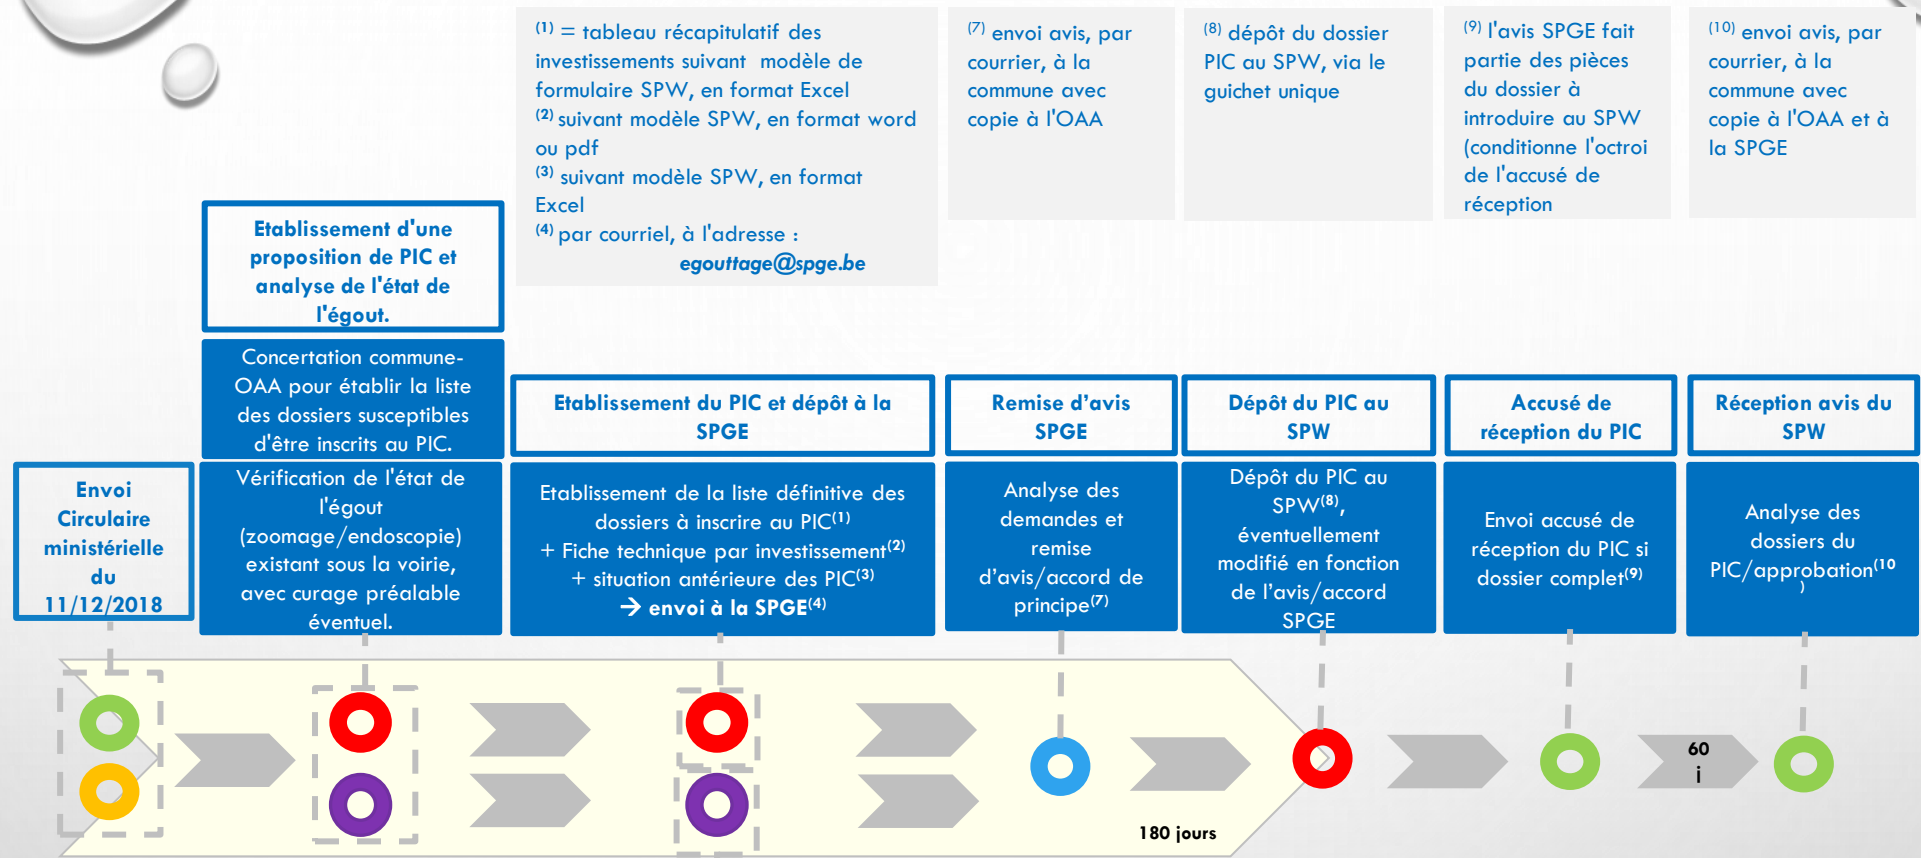 (1) = tableau récapitulatif des
investissements suivant modèle de
formulaire SPW, en format Excel
(2) suivant modèle SPW, en format word
ou pdf
(3) suivant modèle SPW, en format
Excel
(4) par courriel, à l'adresse :
egouttage@spge.be
(7) envoi avis, par
courrier, à la
commune avec
copie à l'OAA
(8) dépôt du dossier
PIC au SPW, via le
guichet unique
(9) l'avis SPGE fait
partie des pièces
du dossier à
introduire au SPW
(conditionne l'octroi
de l'accusé de
réception
(10) envoi avis, par
courrier, à la
commune avec
copie à l'OAA et à
la SPGE
Envoi
Circulaire
ministérielle
du
11/12/2018
Etablissement d'une
proposition de PIC et
analyse de l'état de
l'égout.
Concertation commune-
OAA pour établir la liste
des dossiers susceptibles
d'être inscrits au PIC.
Vérification de l'état de
l'égout
(zoomage/endoscopie)
existant sous la voirie,
avec curage préalable
éventuel.
Etablissement du PIC et dépôt à la
SPGE
Etablissement de la liste définitive des
dossiers à inscrire au PIC(1)
+ Fiche technique par investissement(2)
+ situation antérieure des PIC(3)
→ envoi à la SPGE(4)
Remise d'avis
SPGE
Analyse des
demandes et
remise
d'avis/accord de
principe(7)
Dépôt du PIC au
SPW
Dépôt du PIC au
SPW(8),
éventuellement
modifié en fonction
de l'avis/accord
SPGE
Accusé de
réception du PIC
Envoi accusé de
réception du PIC si
dossier complet(9)
Réception avis du
SPW
Analyse des
dossiers du
PIC/approbation(10
)
60
j
180 jours